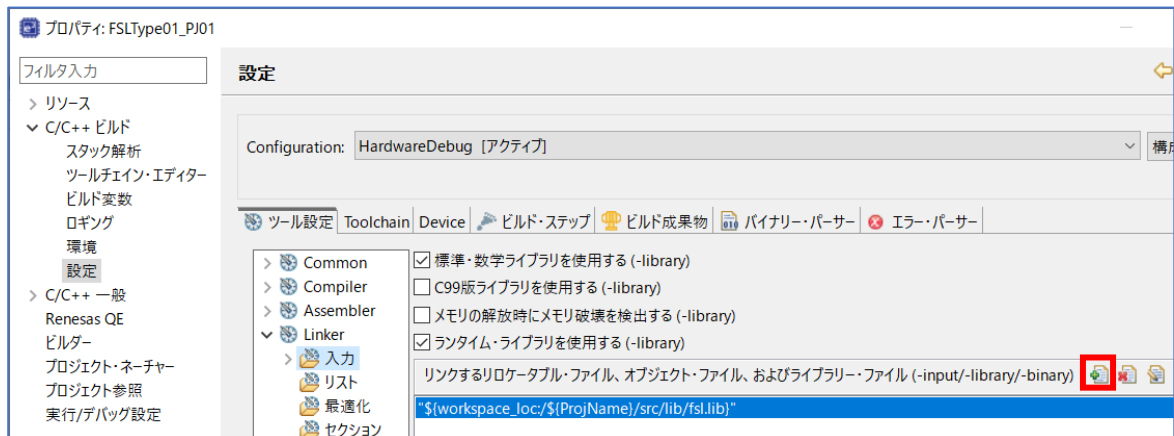 プロパティ: FSLType01_PJ01
フィルタ入力
リソース
C/C++ ビルド
スタック解析
ツールチェイン・エディター
ビルド変数
ロギング
環境
設定
C/C++ 一般
Renesas QE
ビルダー
プロジェクト・ネーチャー
プロジェクト参照
実行/デバッグ設定
設定
Configuration: HardwareDebug [アクティブ]
構成
ツール設定 Toolchain Device ビルド・ステップ ビルド成果物 バイナリー・パーサー エラー・パーサー
Common
Compiler
Assembler
Linker
入力
リスト
最適化
セクション
標準・数学ライブラリを使用する (-library)
C99版ライブラリを使用する (-library)
メモリの解放時にメモリ破壊を検出する (-library)
ランタイム・ライブラリを使用する (-library)
リンクするリロケータブル・ファイル、オブジェクト・ファイル、およびライブラリー・ファイル (-input/-library/-binary)
"${workspace_loc:/${ProjName}/src/lib/fsl.lib}"